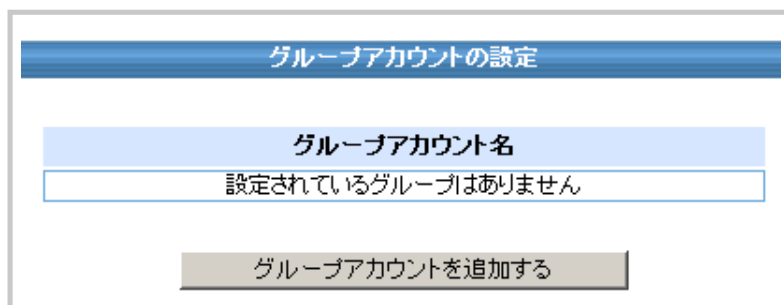 グループアカウントの設定
グループアカウント名
設定されているグループはありません
グループアカウントを追加する